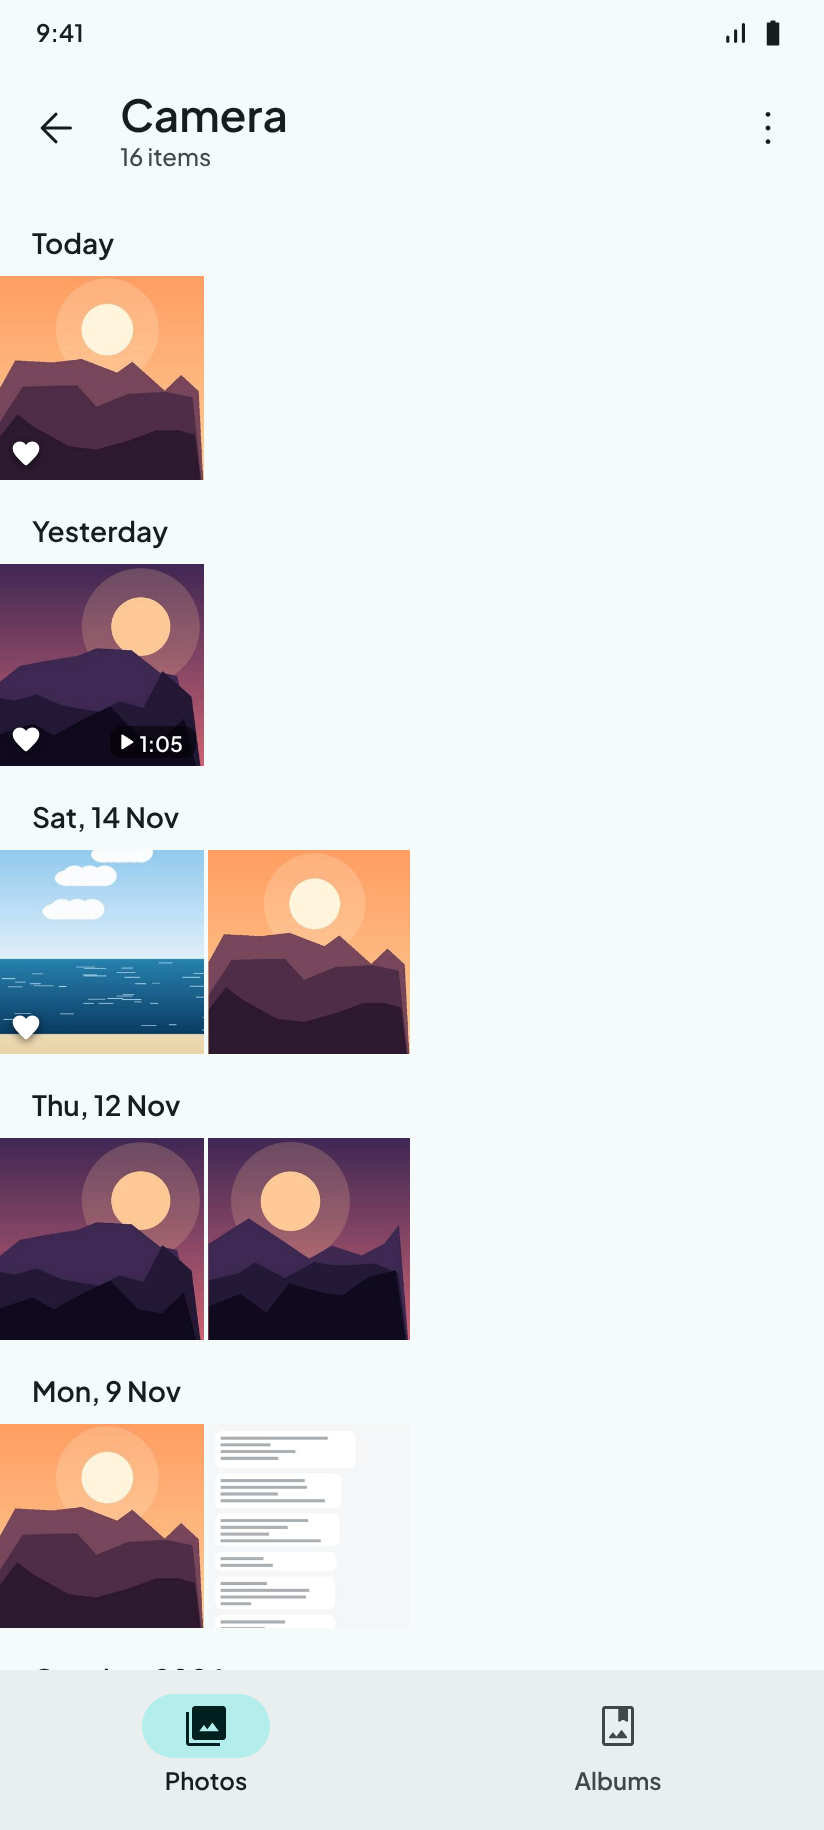 9:41
Camera
16 items
Today
Yesterday
1:05
Sat, 14 Nov
Thu, 12 Nov
Mon, 9 Nov
Photos
Albums